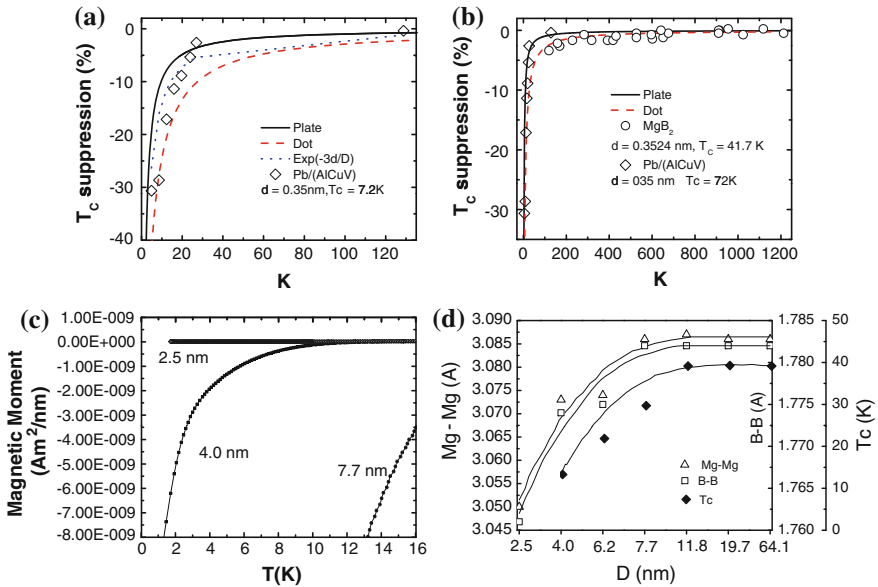 (a)
T_C suppression (%)
0
-10
-20
-30
-40
Plate
Dot
Exp(-3d/D)
Pb/(AlCuV)
d = 0.35nm,Tc = 7.2K
0 20 40 60 80 100 120
K
(b)
T_C suppression (%)
0
-10
-20
-30
Plate
Dot
MgB₂
d = 0.3524 nm, T_C = 41.7 K
Pb/(AlCuV)
d = 035 nm Tc = 72K
0 200 400 600 800 1000 1200
K
(c)
Magnetic Moment
(Am²/nm)
1.00E-009
0.00E+000
-1.00E-009
-2.00E-009
-3.00E-009
-4.00E-009
-5.00E-009
-6.00E-009
-7.00E-009
-8.00E-009
2.5 nm
4.0 nm
7.7 nm
0 2 4 6 8 10 12 14 16
T(K)
(d)
Mg-Mg (A)
3.090
3.085
3.080
3.075
3.070
3.065
3.060
3.055
3.050
3.045
Mg-Mg
B-B
Tc
1.785
1.780
1.775
1.770
1.765
1.760
B-B (A)
50
40
30
20
10
0
Tc (K)
2.5 4.0 6.2 7.7 11.8 19.7 64.1
D (nm)